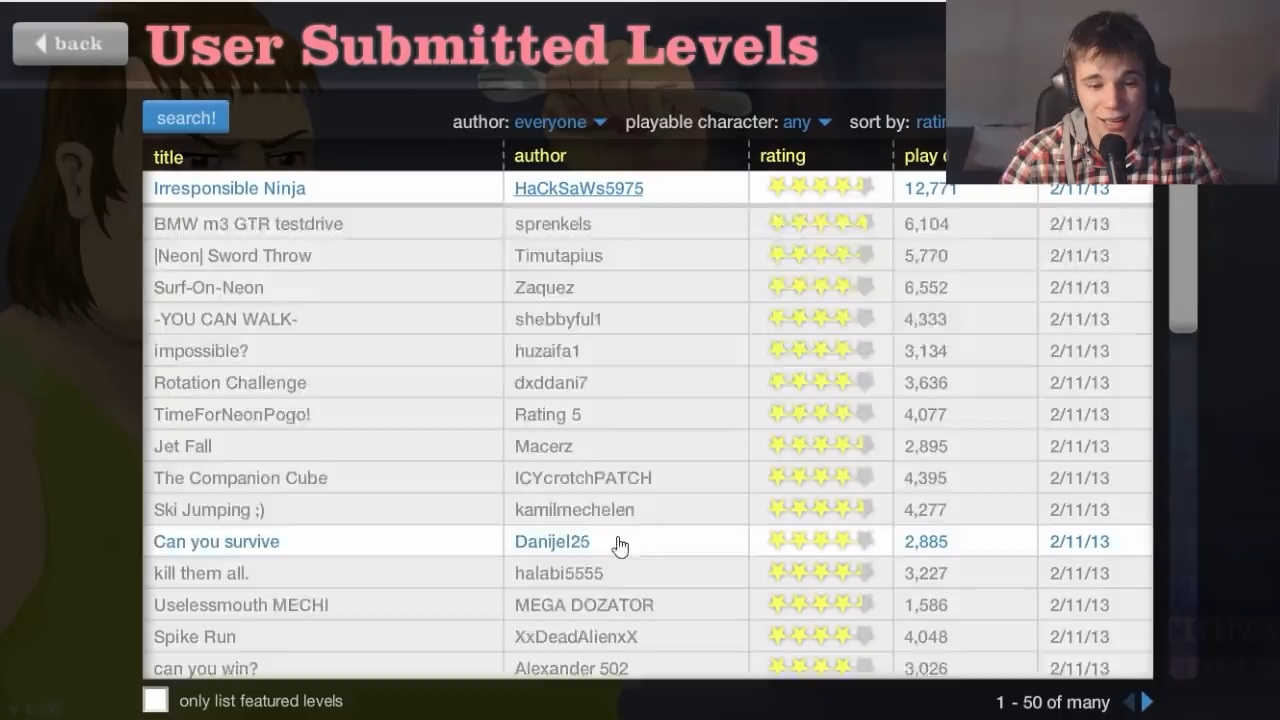 back
User Submitted Levels
search!
author: everyone playable character: any sort by:
title author rating play
Irresponsible Ninja HaCkSaWs5975 12,771 2/11/13
BMW m3 GTR testdrive sprenkels 6,104 2/11/13
|Neon| Sword Throw Timutapius 5,770 2/11/13
Surf-On-Neon Zaquez 6,552 2/11/13
-YOU CAN WALK- shebbyful1 4,333 2/11/13
impossible? huzaifa1 3,134 2/11/13
Rotation Challenge dxddani7 3,636 2/11/13
TimeForNeonPogo! Rating 5 4,077 2/11/13
Jet Fall Macerz 2,895 2/11/13
The Companion Cube ICYcrotchPATCH 4,395 2/11/13
Ski Jumping ;) kamilmechelen 4,277 2/11/13
Can you survive Danijel25 2,885 2/11/13
kill them all. halabi5555 3,227 2/11/13
Uselessmouth MECHI MEGA DOZATOR 1,586 2/11/13
Spike Run XxDeadAlienxX 4,048 2/11/13
can you win? Alexander 502 3,026 2/11/13
only list featured levels 1 - 50 of many